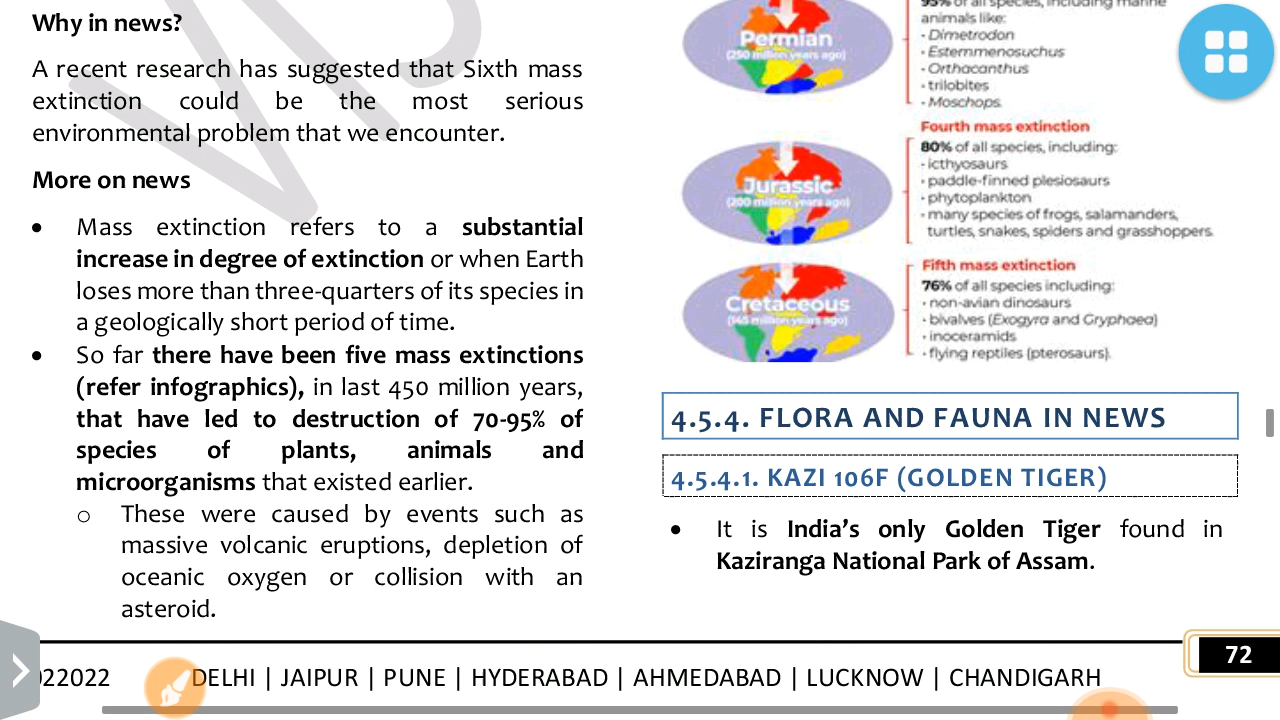 Why in news?
A recent research has suggested that Sixth mass
extinction could be the most serious
environmental problem that we encounter.
More on news
• Mass extinction refers to a substantial
increase in degree of extinction or when Earth
loses more than three-quarters of its species in
a geologically short period of time.
• So far there have been five mass extinctions
(refer infographics), in last 450 million years,
that have led to destruction of 70-95% of
species of plants, animals and
microorganisms that existed earlier.
o These were caused by events such as
massive volcanic eruptions, depletion of
oceanic oxygen or collision with an
asteroid.
Permian
(250 million years ago)
95% of all species, including marine
animals like:
• Dimetrodon
• Estemmenosuchus
• Orthacanthus
• trilobites
• Moschops.
Jurassic
(200 million years ago)
Fourth mass extinction
80% of all species, including:
• icthyosaurs
• paddle-finned plesiosaurs
• phytoplankton
• many species of frogs, salamanders,
turtles, snakes, spiders and grasshoppers.
Cretaceous
(145 million years ago)
Fifth mass extinction
76% of all species including:
• non-avian dinosaurs
• bivalves (Exogyra and Gryphaea)
• inoceramids
• flying reptiles (pterosaurs).
4.5.4. FLORA AND FAUNA IN NEWS
4.5.4.1. KAZI 106F (GOLDEN TIGER)
• It is India's only Golden Tiger found in
Kaziranga National Park of Assam.
22022 DELHI | JAIPUR | PUNE | HYDERABAD | AHMEDABAD | LUCKNOW | CHANDIGARH
72